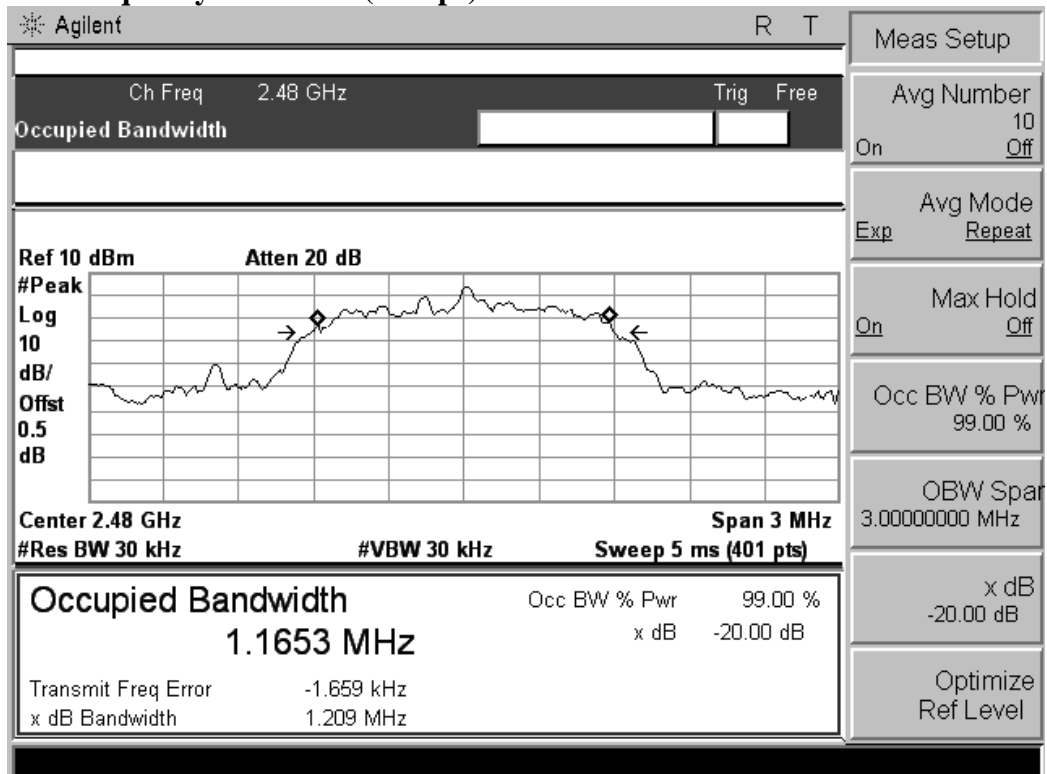 Agilent R T
Ch Freq 2.48 GHz Trig Free
Occupied Bandwidth
Ref 10 dBm Atten 20 dB
#Peak
Log
10
dB/
Offst
0.5
dB
Center 2.48 GHz Span 3 MHz
#Res BW 30 kHz #VBW 30 kHz Sweep 5 ms (401 pts)
Occupied Bandwidth
1.1653 MHz
Occ BW % Pwr 99.00 %
x dB -20.00 dB
Transmit Freq Error -1.659 kHz
x dB Bandwidth 1.209 MHz
Meas Setup
Avg Number
10
On Off
Avg Mode
Exp Repeat
Max Hold
On Off
Occ BW % Pwr
99.00 %
OBW Span
3.00000000 MHz
x dB
-20.00 dB
Optimize
Ref Level